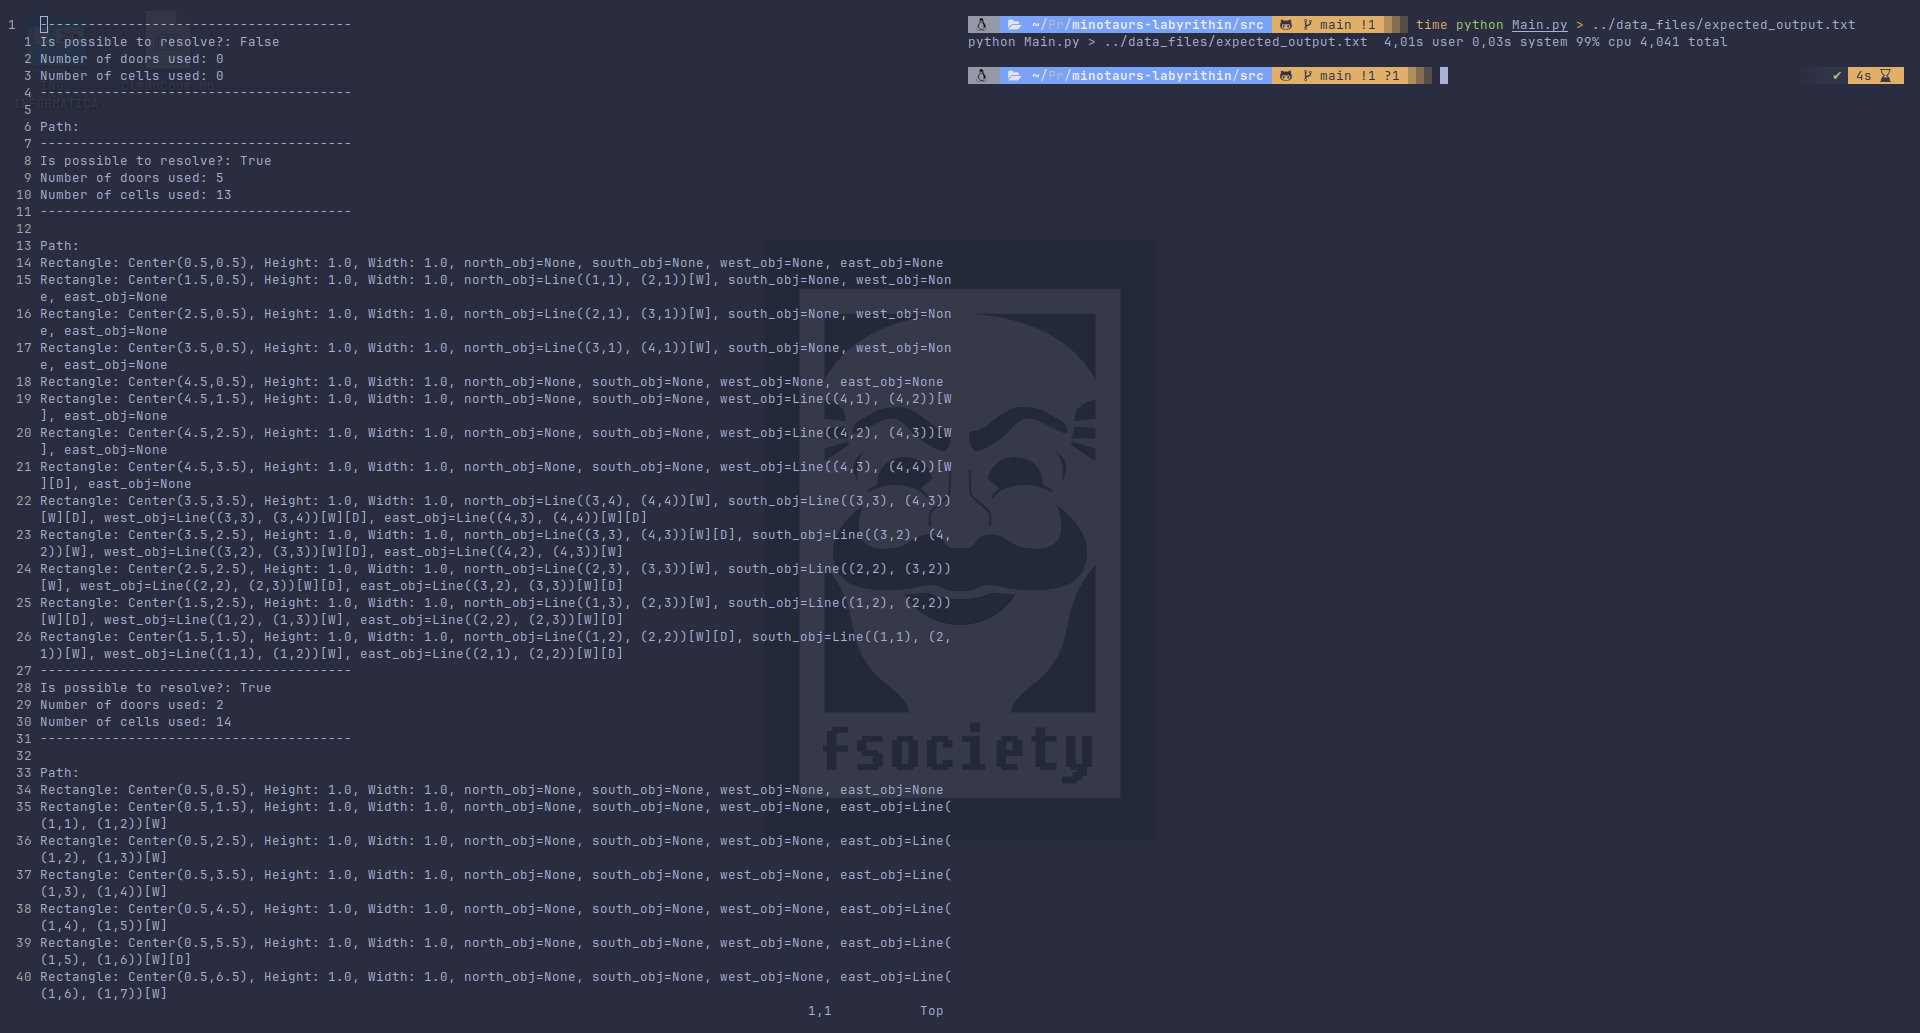 1 ---------------------------------------
1 Is possible to resolve?: False
2 Number of doors used: 0
3 Number of cells used: 0
4 ---------------------------------------
5
6 Path:
7 ---------------------------------------
8 Is possible to resolve?: True
9 Number of doors used: 5
10 Number of cells used: 13
11 ---------------------------------------
12
13 Path:
14 Rectangle: Center(0.5,0.5), Height: 1.0, Width: 1.0, north_obj=None, south_obj=None, west_obj=None, east_obj=None
15 Rectangle: Center(1.5,0.5), Height: 1.0, Width: 1.0, north_obj=Line((1,1), (2,1))[W], south_obj=None, west_obj=Non
e, east_obj=None
16 Rectangle: Center(2.5,0.5), Height: 1.0, Width: 1.0, north_obj=Line((2,1), (3,1))[W], south_obj=None, west_obj=Non
e, east_obj=None
17 Rectangle: Center(3.5,0.5), Height: 1.0, Width: 1.0, north_obj=Line((3,1), (4,1))[W], south_obj=None, west_obj=Non
e, east_obj=None
18 Rectangle: Center(4.5,0.5), Height: 1.0, Width: 1.0, north_obj=None, south_obj=None, west_obj=None, east_obj=None
19 Rectangle: Center(4.5,1.5), Height: 1.0, Width: 1.0, north_obj=None, south_obj=None, west_obj=Line((4,1), (4,2))[W
], east_obj=None
20 Rectangle: Center(4.5,2.5), Height: 1.0, Width: 1.0, north_obj=None, south_obj=None, west_obj=Line((4,2), (4,3))[W
], east_obj=None
21 Rectangle: Center(4.5,3.5), Height: 1.0, Width: 1.0, north_obj=None, south_obj=None, west_obj=Line((4,3), (4,4))[W
][D], east_obj=None
22 Rectangle: Center(3.5,3.5), Height: 1.0, Width: 1.0, north_obj=Line((3,4), (4,4))[W], south_obj=Line((3,3), (4,3))
[W][D], west_obj=Line((3,3), (3,4))[W][D], east_obj=Line((4,3), (4,4))[W][D]
23 Rectangle: Center(3.5,2.5), Height: 1.0, Width: 1.0, north_obj=Line((3,3), (4,3))[W][D], south_obj=Line((3,2), (4,
2))[W], west_obj=Line((3,2), (3,3))[W][D], east_obj=Line((4,2), (4,3))[W]
24 Rectangle: Center(2.5,2.5), Height: 1.0, Width: 1.0, north_obj=Line((2,3), (3,3))[W], south_obj=Line((2,2), (3,2))
[W], west_obj=Line((2,2), (2,3))[W][D], east_obj=Line((3,2), (3,3))[W][D]
25 Rectangle: Center(1.5,2.5), Height: 1.0, Width: 1.0, north_obj=Line((1,3), (2,3))[W], south_obj=Line((1,2), (2,2))
[W][D], west_obj=Line((1,2), (1,3))[W], east_obj=Line((2,2), (2,3))[W][D]
26 Rectangle: Center(1.5,1.5), Height: 1.0, Width: 1.0, north_obj=Line((1,2), (2,2))[W][D], south_obj=Line((1,1), (2,
1))[W], west_obj=Line((1,1), (1,2))[W], east_obj=Line((2,1), (2,2))[W][D]
27 ---------------------------------------
28 Is possible to resolve?: True
29 Number of doors used: 2
30 Number of cells used: 14
31 ---------------------------------------
32
33 Path:
34 Rectangle: Center(0.5,0.5), Height: 1.0, Width: 1.0, north_obj=None, south_obj=None, west_obj=None, east_obj=None
35 Rectangle: Center(0.5,1.5), Height: 1.0, Width: 1.0, north_obj=None, south_obj=None, west_obj=None, east_obj=Line(
(1,1), (1,2))[W]
36 Rectangle: Center(0.5,2.5), Height: 1.0, Width: 1.0, north_obj=None, south_obj=None, west_obj=None, east_obj=Line(
(1,2), (1,3))[W]
37 Rectangle: Center(0.5,3.5), Height: 1.0, Width: 1.0, north_obj=None, south_obj=None, west_obj=None, east_obj=Line(
(1,3), (1,4))[W]
38 Rectangle: Center(0.5,4.5), Height: 1.0, Width: 1.0, north_obj=None, south_obj=None, west_obj=None, east_obj=Line(
(1,4), (1,5))[W]
39 Rectangle: Center(0.5,5.5), Height: 1.0, Width: 1.0, north_obj=None, south_obj=None, west_obj=None, east_obj=Line(
(1,5), (1,6))[W][D]
40 Rectangle: Center(0.5,6.5), Height: 1.0, Width: 1.0, north_obj=None, south_obj=None, west_obj=None, east_obj=Line(
(1,6), (1,7))[W]
1,1 Top
~/Pr/minotaurs-labyrithin/src main !1 time python Main.py > ../data_files/expected_output.txt
python Main.py > ../data_files/expected_output.txt 4,01s user 0,03s system 99% cpu 4,041 total
~/Pr/minotaurs-labyrithin/src main !1 ?1 ✔ 4s
fsociety
INFORMATICA